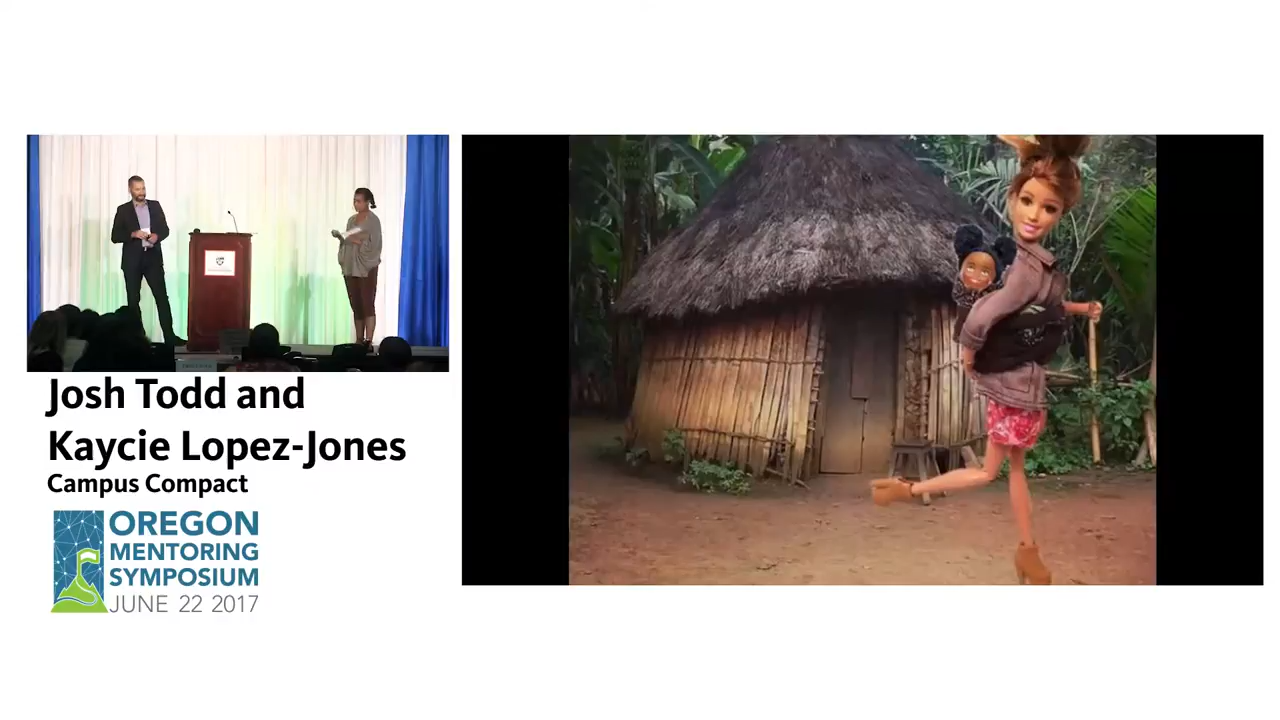 Josh Todd and
Kaycie Lopez-Jones
Campus Compact
OREGON
MENTORING
SYMPOSIUM
JUNE 22 2017